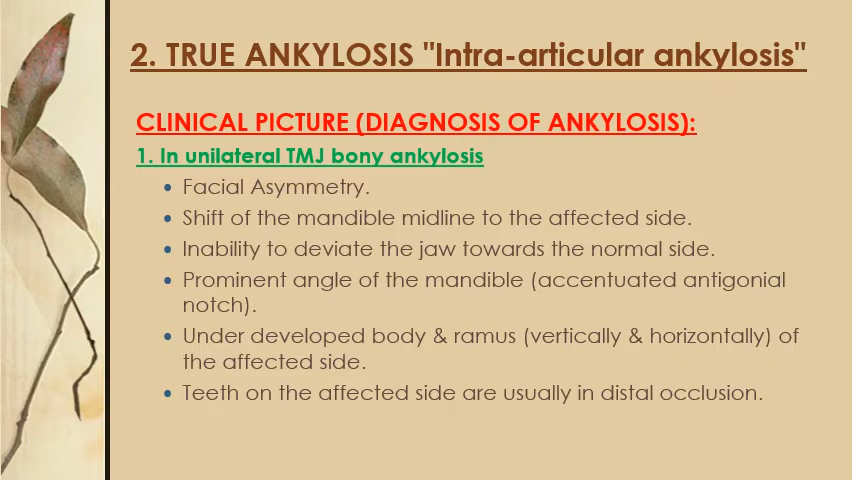 2. TRUE ANKYLOSIS "Intra-articular ankylosis"
CLINICAL PICTURE (DIAGNOSIS OF ANKYLOSIS):
1. In unilateral TMJ bony ankylosis
• Facial Asymmetry.
• Shift of the mandible midline to the affected side.
• Inability to deviate the jaw towards the normal side.
• Prominent angle of the mandible (accentuated antigonial
notch).
• Under developed body & ramus (vertically & horizontally) of
the affected side.
• Teeth on the affected side are usually in distal occlusion.